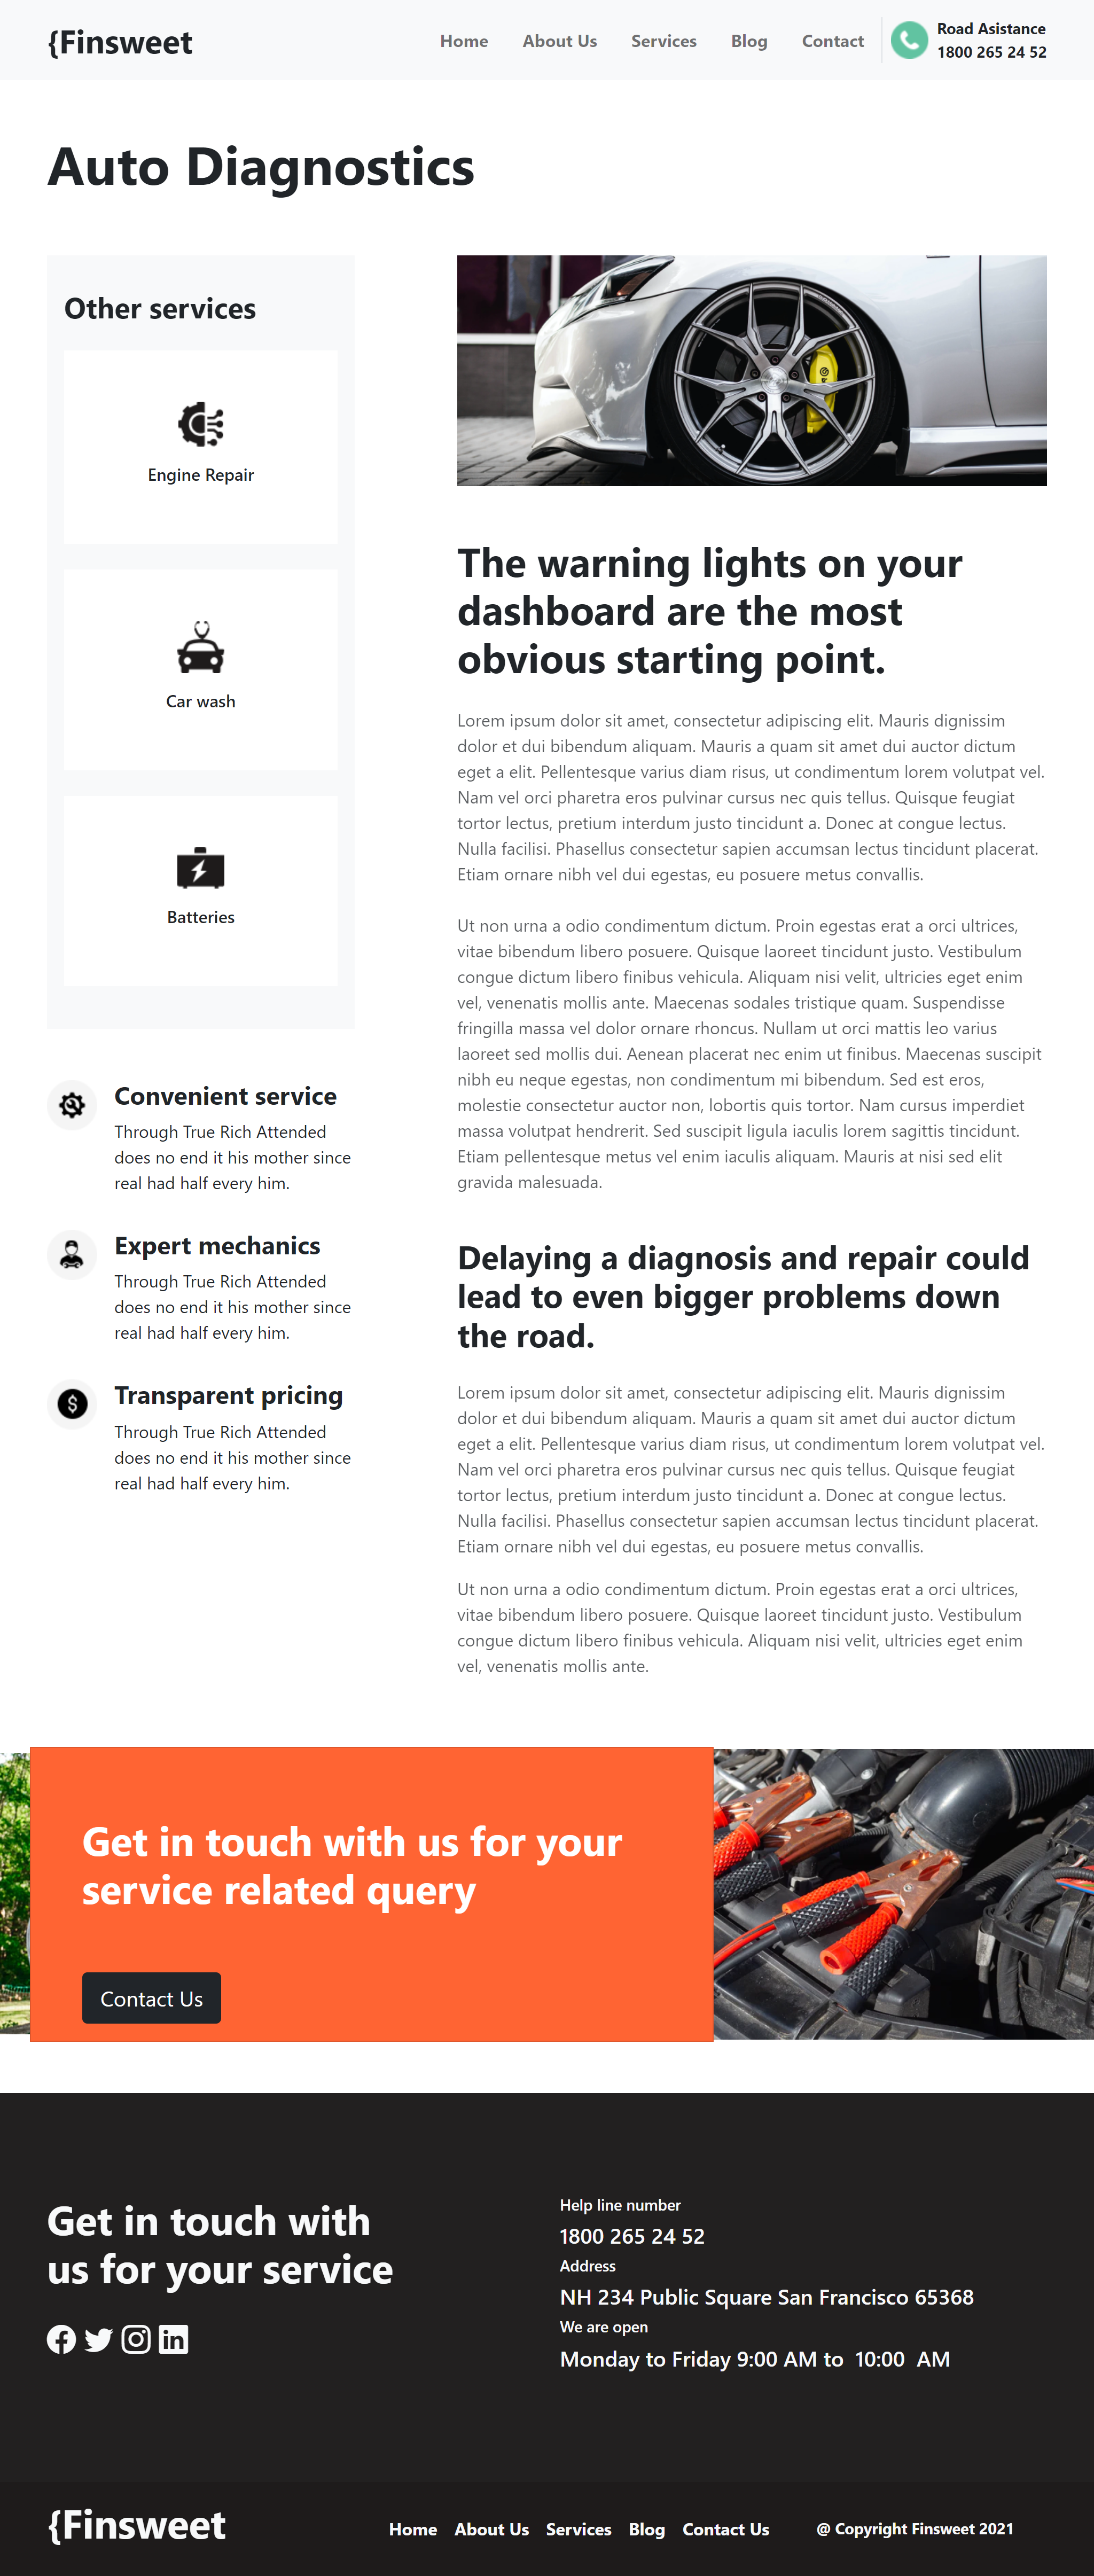 {Finsweet
Home
About Us
Services
Blog
Contact
Road Asistance
1800 265 24 52
Auto Diagnostics
Other services
Engine Repair
Car wash
Batteries
Convenient service
Through True Rich Attended
does no end it his mother since
real had half every him.
Expert mechanics
Through True Rich Attended
does no end it his mother since
real had half every him.
Transparent pricing
Through True Rich Attended
does no end it his mother since
real had half every him.
The warning lights on your
dashboard are the most
obvious starting point.
Lorem ipsum dolor sit amet, consectetur adipiscing elit. Mauris dignissim
dolor et dui bibendum aliquam. Mauris a quam sit amet dui auctor dictum
eget a elit. Pellentesque varius diam risus, ut condimentum lorem volutpat vel.
Nam vel orci pharetra eros pulvinar cursus nec quis tellus. Quisque feugiat
tortor lectus, pretium interdum justo tincidunt a. Donec at congue lectus.
Nulla facilisi. Phasellus consectetur sapien accumsan lectus tincidunt placerat.
Etiam ornare nibh vel dui egestas, eu posuere metus convallis.
Ut non urna a odio condimentum dictum. Proin egestas erat a orci ultrices,
vitae bibendum libero posuere. Quisque laoreet tincidunt justo. Vestibulum
congue dictum libero finibus vehicula. Aliquam nisi velit, ultricies eget enim
vel, venenatis mollis ante. Maecenas sodales tristique quam. Suspendisse
fringilla massa vel dolor ornare rhoncus. Nullam ut orci mattis leo varius
laoreet sed mollis dui. Aenean placerat nec enim ut finibus. Maecenas suscipit
nibh eu neque egestas, non condimentum mi bibendum. Sed est eros,
molestie consectetur auctor non, lobortis quis tortor. Nam cursus imperdiet
massa volutpat hendrerit. Sed suscipit ligula iaculis lorem sagittis tincidunt.
Etiam pellentesque metus vel enim iaculis aliquam. Mauris at nisi sed elit
gravida malesuada.
Delaying a diagnosis and repair could
lead to even bigger problems down
the road.
Lorem ipsum dolor sit amet, consectetur adipiscing elit. Mauris dignissim
dolor et dui bibendum aliquam. Mauris a quam sit amet dui auctor dictum
eget a elit. Pellentesque varius diam risus, ut condimentum lorem volutpat vel.
Nam vel orci pharetra eros pulvinar cursus nec quis tellus. Quisque feugiat
tortor lectus, pretium interdum justo tincidunt a. Donec at congue lectus.
Nulla facilisi. Phasellus consectetur sapien accumsan lectus tincidunt placerat.
Etiam ornare nibh vel dui egestas, eu posuere metus convallis.
Ut non urna a odio condimentum dictum. Proin egestas erat a orci ultrices,
vitae bibendum libero posuere. Quisque laoreet tincidunt justo. Vestibulum
congue dictum libero finibus vehicula. Aliquam nisi velit, ultricies eget enim
vel, venenatis mollis ante.
Get in touch with us for your
service related query
Contact Us
Get in touch with
us for your service
Help line number
1800 265 24 52
Address
NH 234 Public Square San Francisco 65368
We are open
Monday to Friday 9:00 AM to 10:00 AM
{Finsweet
Home
About Us
Services
Blog
Contact Us
@ Copyright Finsweet 2021